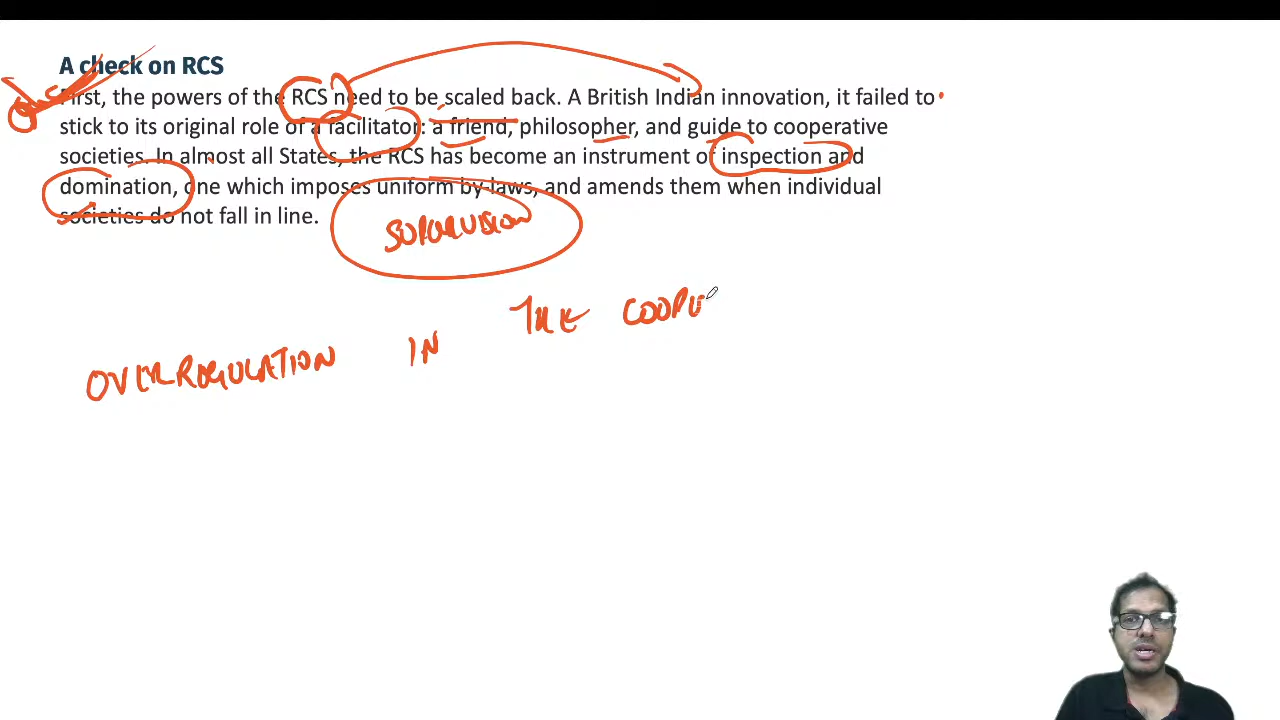 A check on RCS
First, the powers of the RCS need to be scaled back. A British Indian innovation, it failed to
stick to its original role of a facilitator: a friend, philosopher, and guide to cooperative
societies. In almost all States, the RCS has become an instrument of inspection and
domination, one which imposes uniform by-laws, and amends them when individual
societies do not fall in line.
SUPERVISION
OVERREGULATION IN THE COOPE